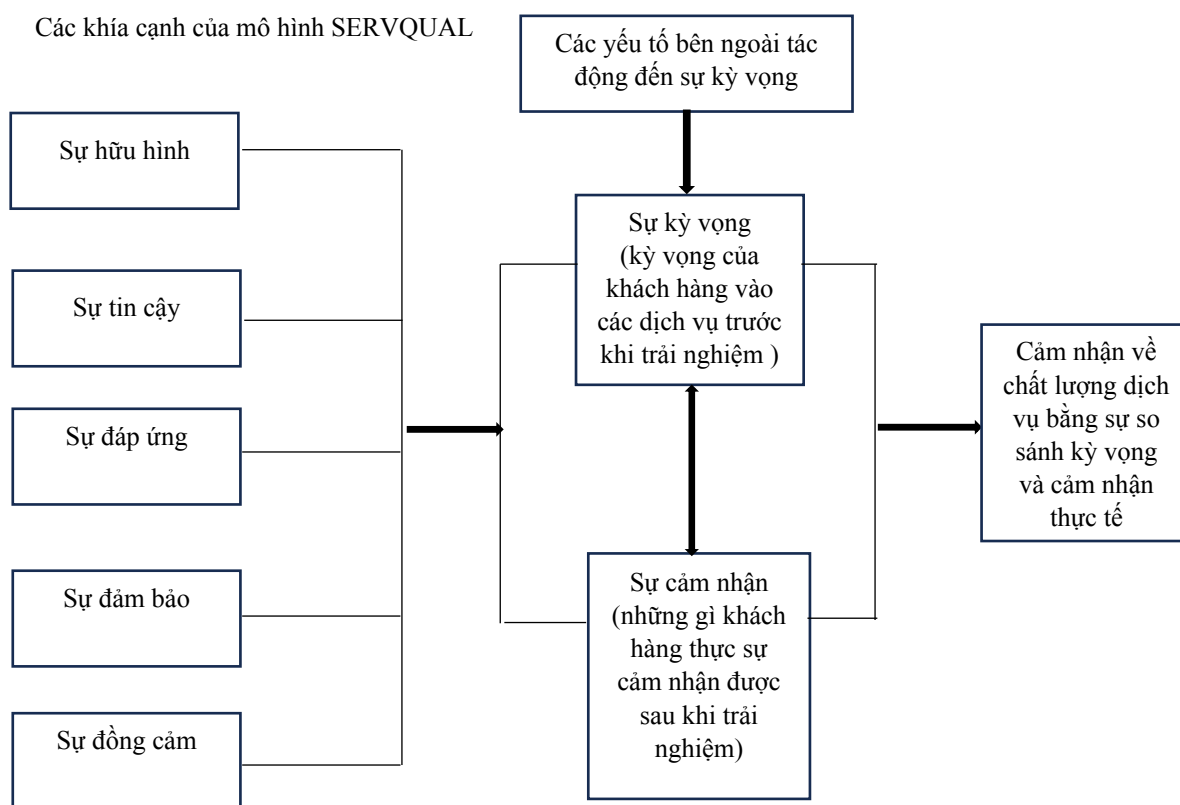 Các khía cạnh của mô hình SERVQUAL
Các yếu tố bên ngoài tác
động đến sự kỳ vọng
Sự hữu hình
Sự tin cậy
Sự đáp ứng
Sự đảm bảo
Sự đồng cảm
Sự kỳ vọng
(kỳ vọng của
khách hàng vào
các dịch vụ trước
khi trải nghiệm )
Sự cảm nhận
(những gì khách
hàng thực sự
cảm nhận được
sau khi trải
nghiệm)
Cảm nhận về
chất lượng dịch
vụ bằng sự so
sánh kỳ vọng
và cảm nhận
thực tế